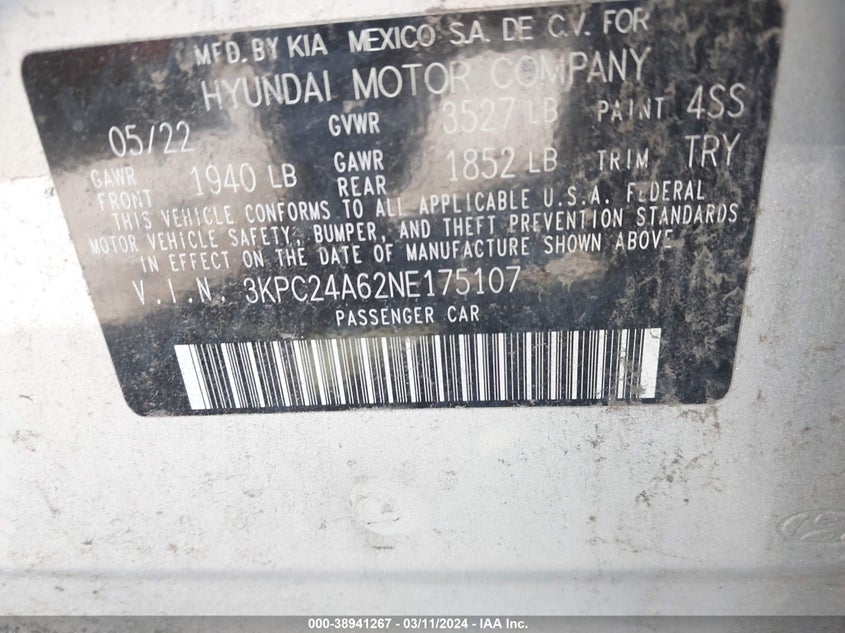 MFD. BY KIA MEXICO S.A. DE C.V. FOR
HYUNDAI MOTOR COMPANY
05/22 GVWR 3527 LB PAINT 4SS
GAWR FRONT 1940 LB GAWR REAR 1852 LB TRIM TRY
THIS VEHICLE CONFORMS TO ALL APPLICABLE U.S.A. FEDERAL
MOTOR VEHICLE SAFETY, BUMPER, AND THEFT PREVENTION STANDARDS
IN EFFECT ON THE DATE OF MANUFACTURE SHOWN ABOVE.
V.I.N. 3KPC24A62NE175107
PASSENGER CAR
000-38941267 - 03/11/2024 - IAA Inc.